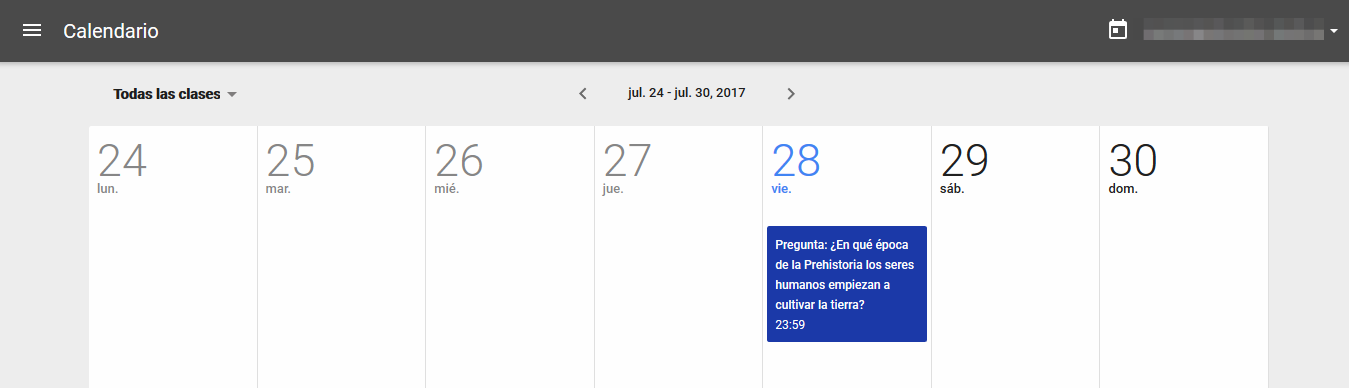 Calendario
Todas las clases
jul. 24 - jul. 30, 2017
24
lun.
25
mar.
26
mié.
27
jue.
28
vie.
29
sáb.
30
dom.
Pregunta: ¿En qué época
de la Prehistoria los seres
humanos empiezan a
cultivar la tierra?
23:59